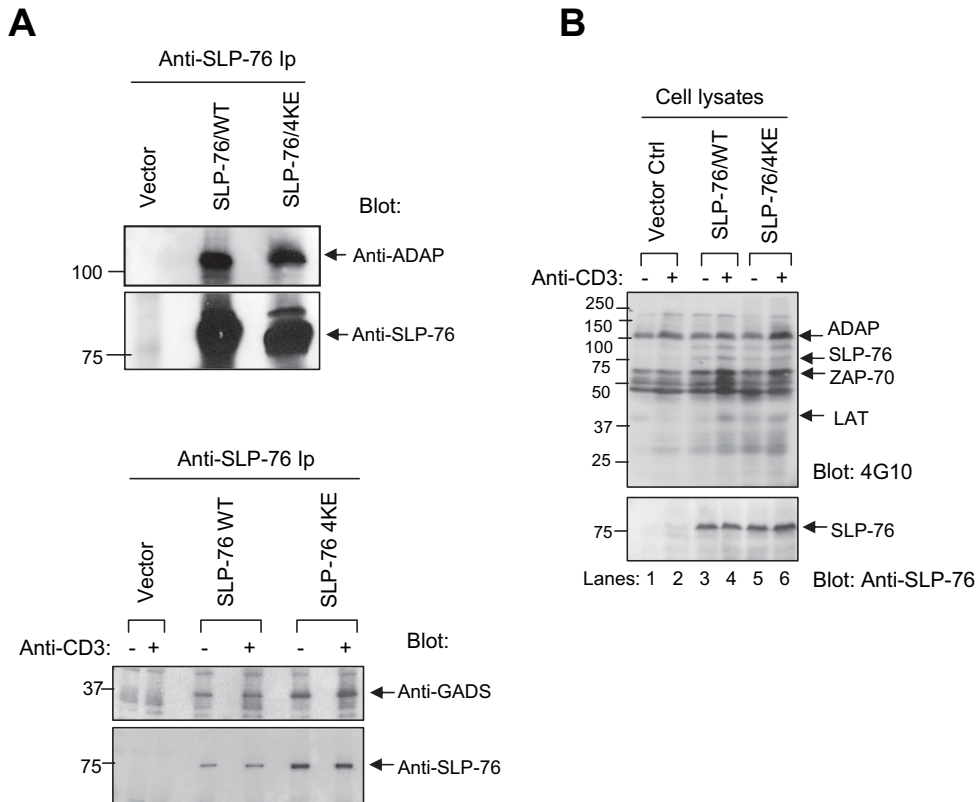 A
Anti-SLP-76 Ip
Vector
SLP-76/WT
SLP-76/4KE
Blot:
100
Anti-ADAP
75
Anti-SLP-76
Anti-SLP-76 Ip
Vector
SLP-76 WT
SLP-76 4KE
Anti-CD3: - + - + - + Blot:
37
Anti-GADS
75
Anti-SLP-76
B
Cell lysates
Vector Ctrl
SLP-76/WT
SLP-76/4KE
Anti-CD3: - + - + - +
250
150
100
75
50
37
25
ADAP
SLP-76
ZAP-70
LAT
Blot: 4G10
75
SLP-76
Lanes: 1 2 3 4 5 6 Blot: Anti-SLP-76